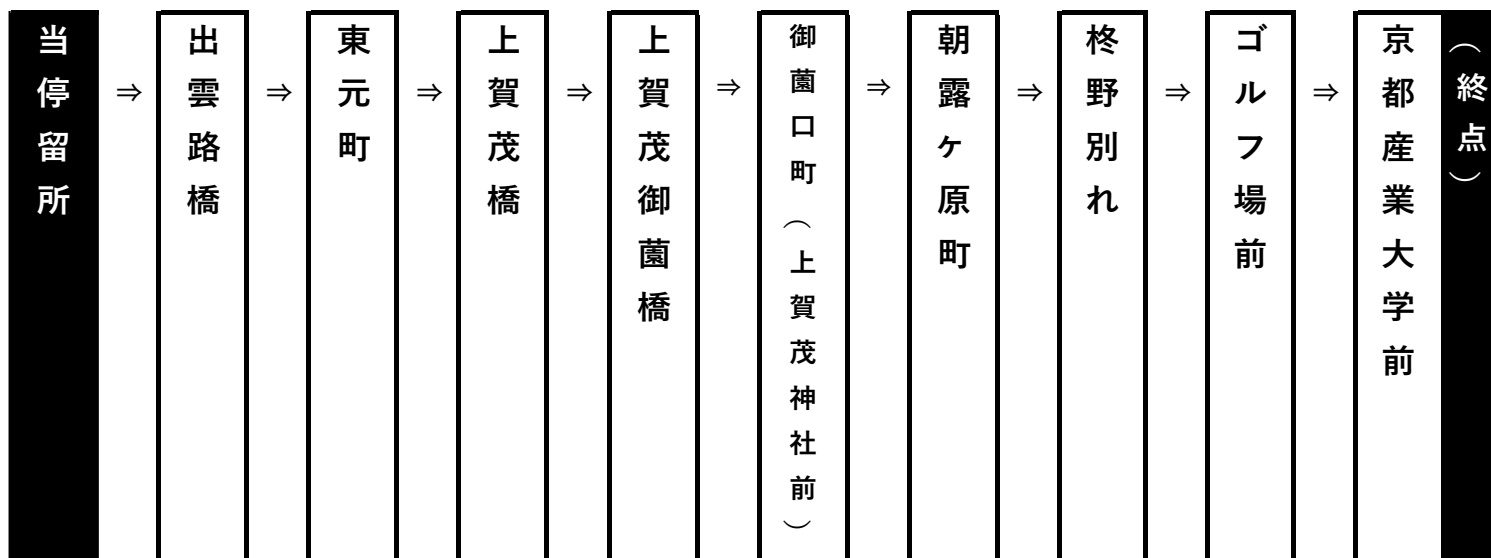 当停留所
⇒
出雲路橋
⇒
東元町
⇒
上賀茂橋
⇒
上賀茂御薗橋
⇒
御薗口町（上賀茂神社前）
⇒
朝露ヶ原町
⇒
柊野別れ
⇒
ゴルフ場前
⇒
京都産業大学前
（終点）